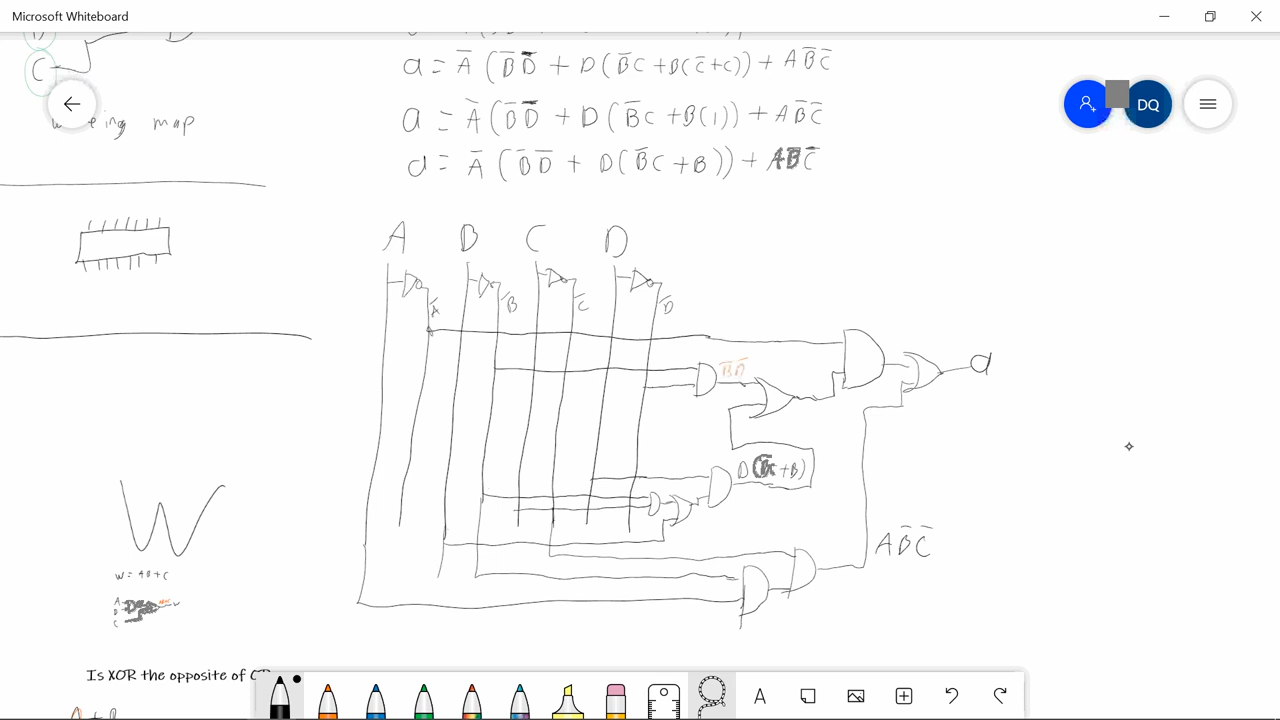 Microsoft Whiteboard
a = A̅ (B̅D̅ + D(B̅C + B(C̅+C)) + AB̅C̅
C
DQ
a = A̅ (B̅D̅ + D(B̅C + B(1)) + AB̅C̅
map
a = A̅ (B̅D̅ + D(B̅C + B)) + AB̅C̅
A B C D
A̅ B̅ C̅ D̅
B̅D̅
a
D(B̅C + B)
AB̅C̅
W
W = AB + C
A
B
C
W
Is XOR the opposite of
A